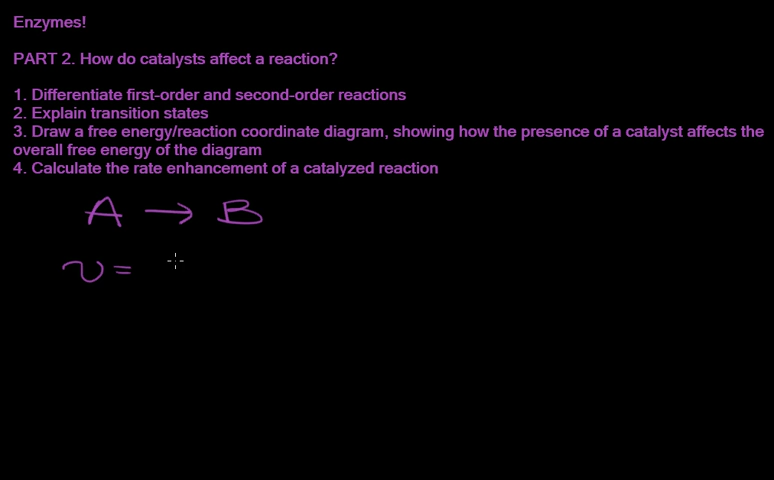 Enzymes!
PART 2. How do catalysts affect a reaction?
1. Differentiate first-order and second-order reactions
2. Explain transition states
3. Draw a free energy/reaction coordinate diagram, showing how the presence of a catalyst affects the
overall free energy of the diagram
4. Calculate the rate enhancement of a catalyzed reaction
A → B
v =